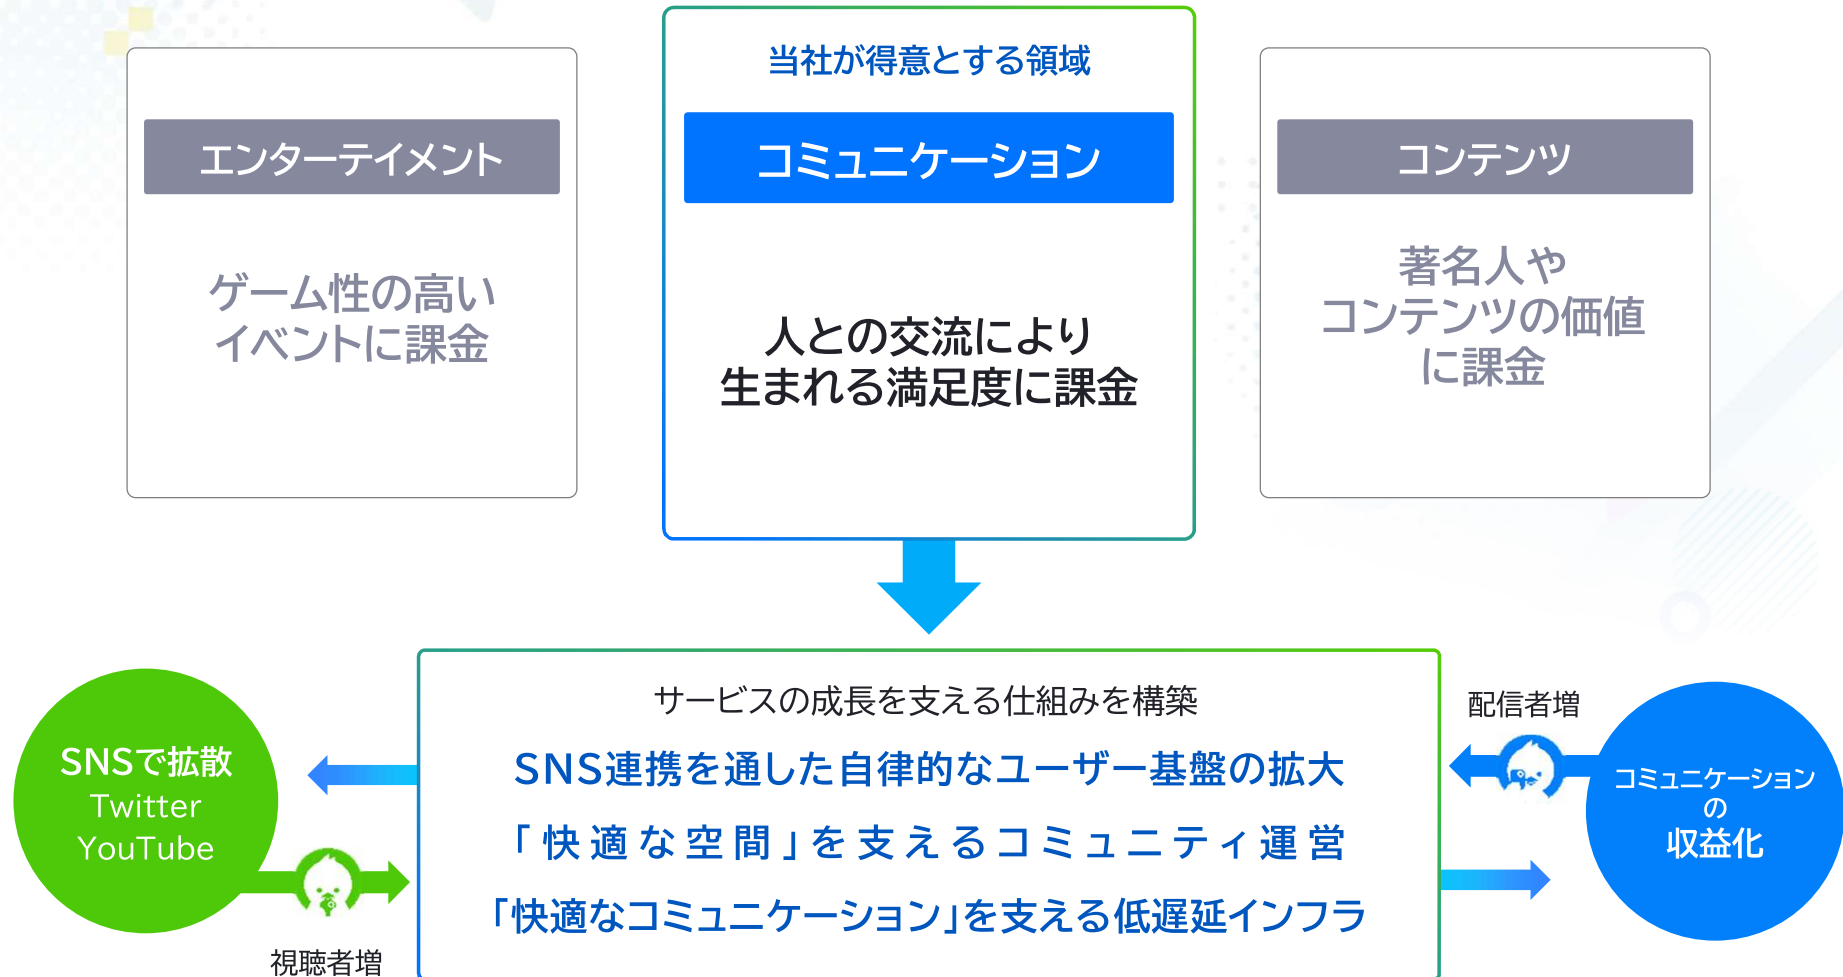 当社が得意とする領域
エンターテイメント
ゲーム性の高い
イベントに課金
コミュニケーション
人との交流により
生まれる満足度に課金
コンテンツ
著名人や
コンテンツの価値
に課金
サービスの成長を支える仕組みを構築
SNS連携を通した自律的なユーザー基盤の拡大
「快適な空間」を支えるコミュニティ運営
「快適なコミュニケーション」を支える低遅延インフラ
SNSで拡散
Twitter
YouTube
視聴者増
配信者増
コミュニケーション
の
収益化